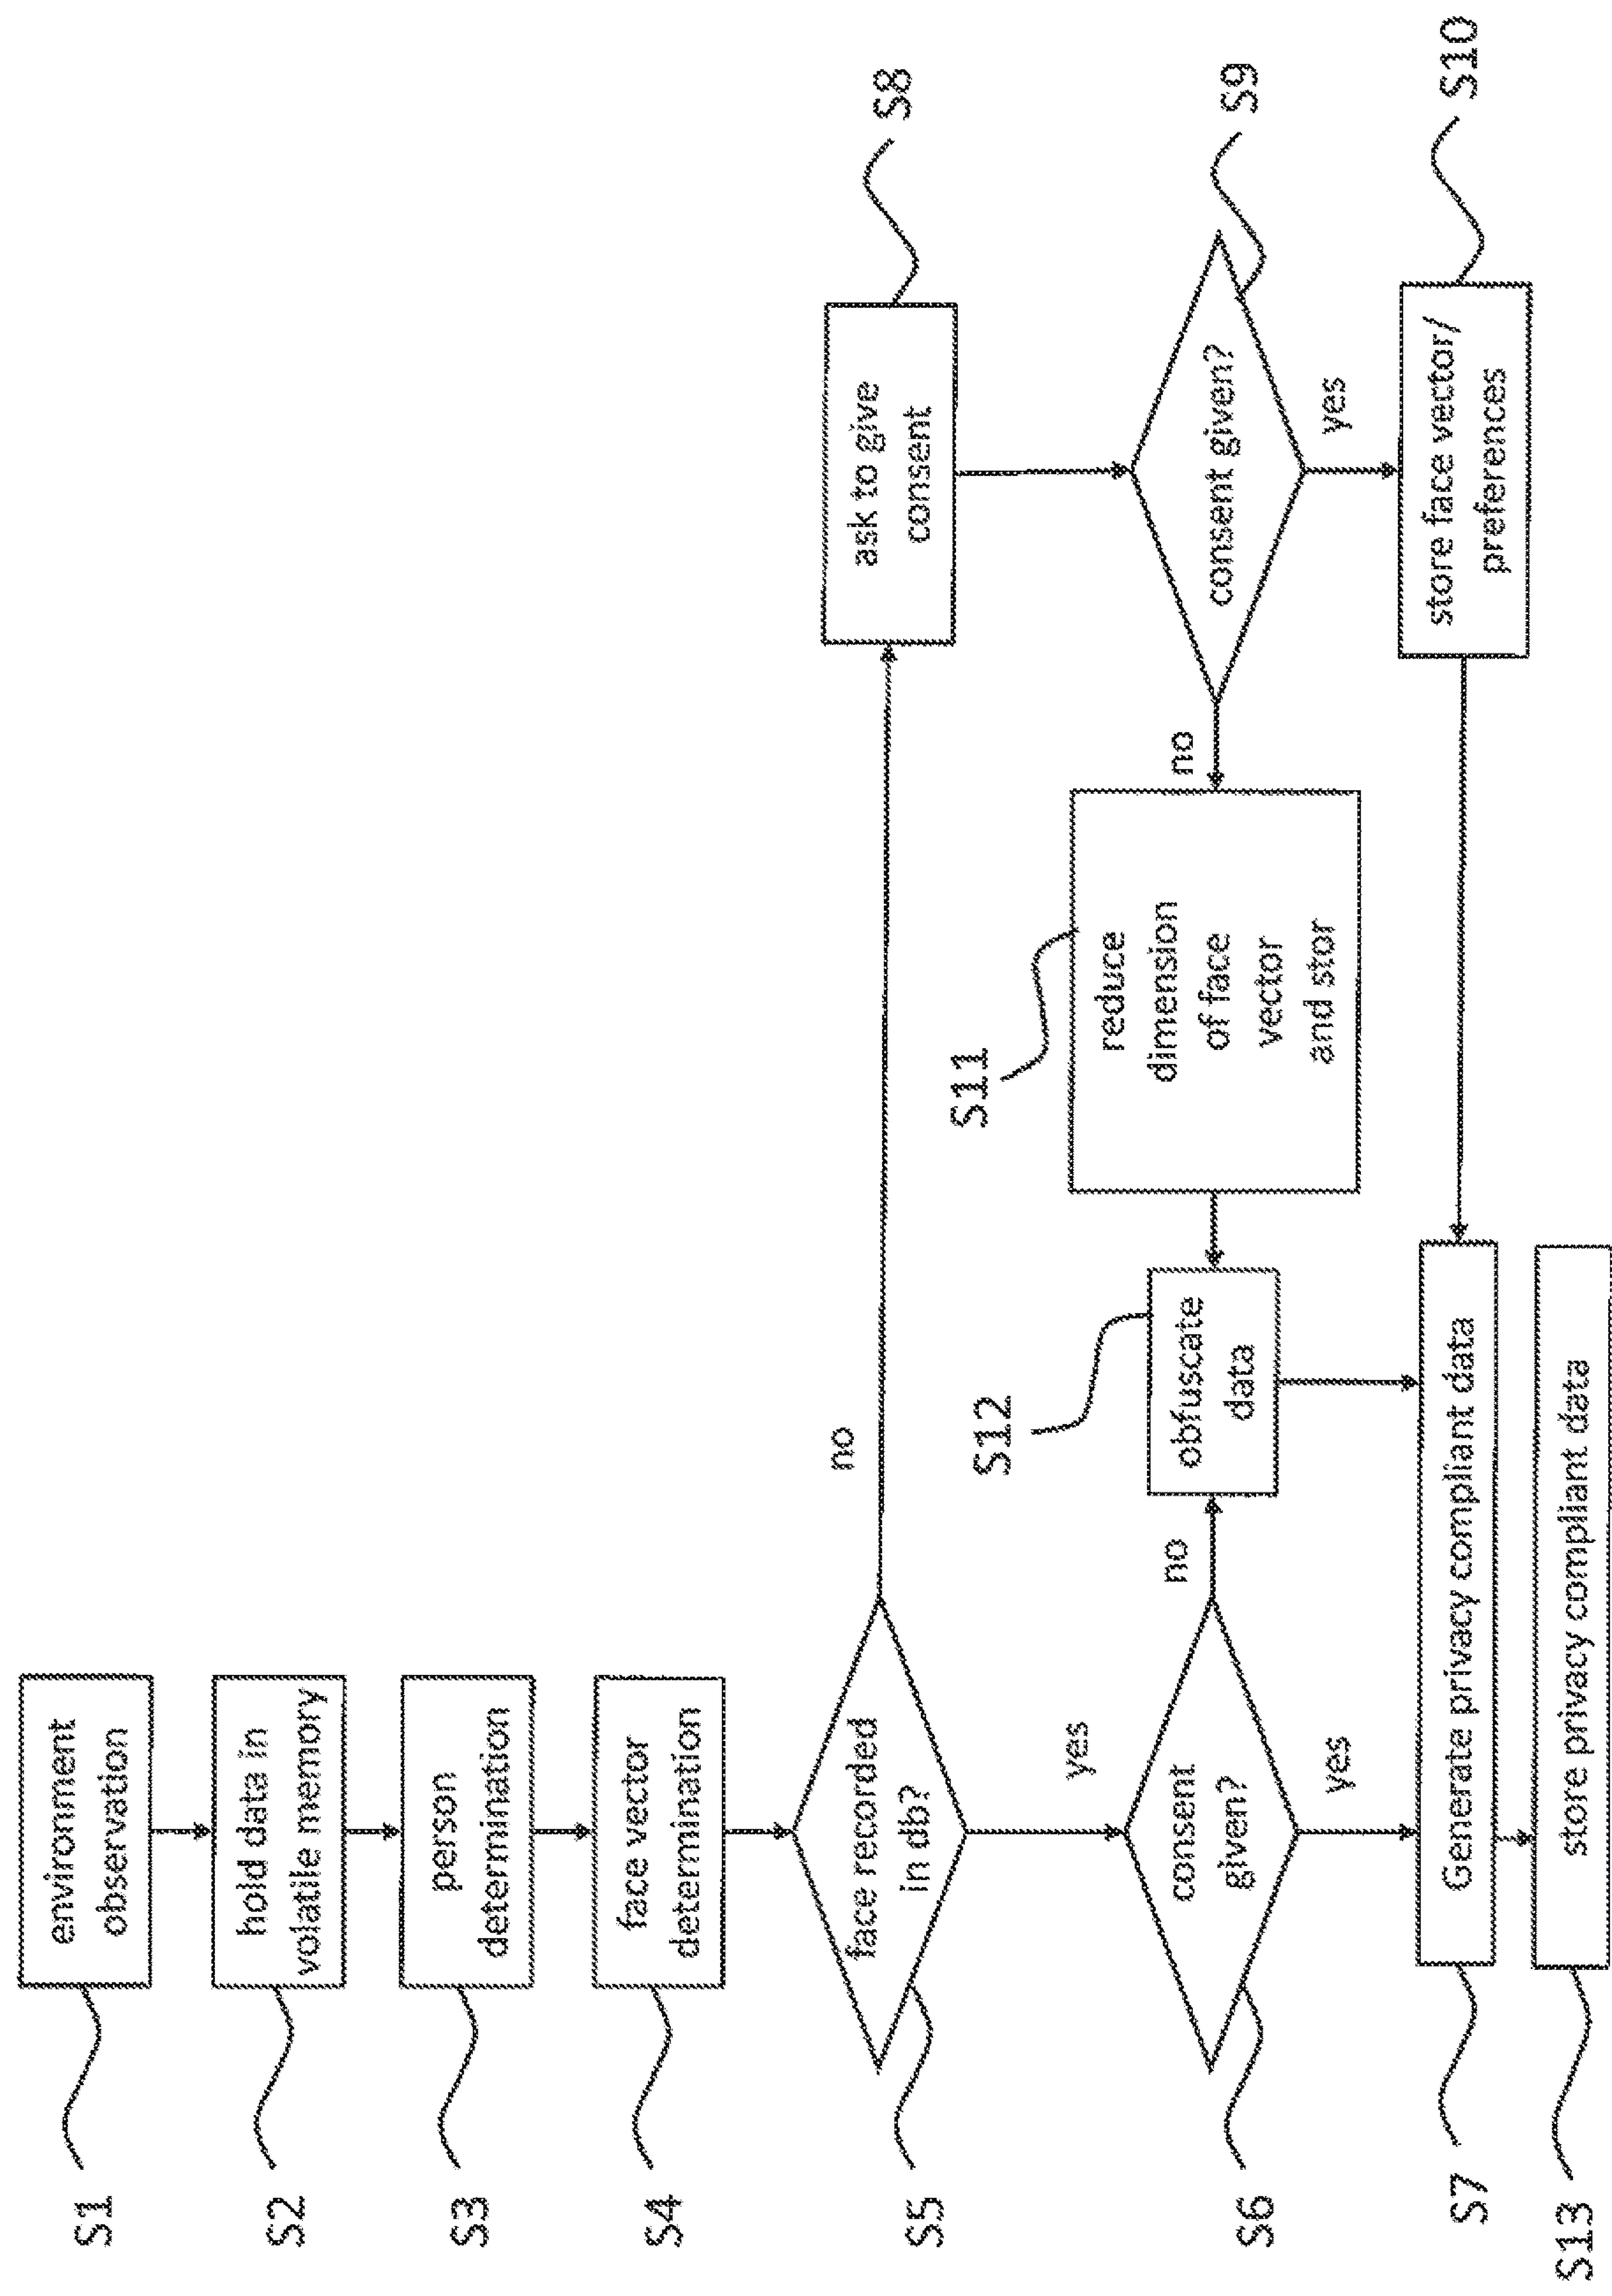 S1
environment
observation
S2
hold data in
volatile memory
S3
person
determination
S4
face vector
determination
S5
face recorded
in db?
no
yes
S8
ask to give
consent
S6
consent
given?
no
yes
S12
obfuscate
data
S11
reduce
dimension
of face
vector
and stor
no
S9
consent given?
yes
S10
store face vector/
preferences
S7
Generate privacy compliant data
S13
store privacy compliant data